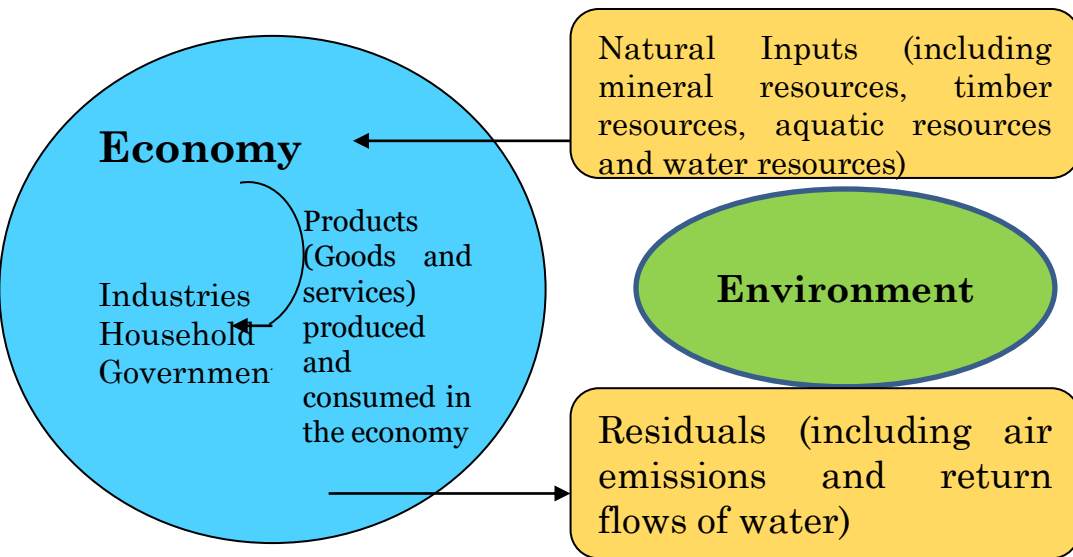 Economy
Products
(Goods and
services)
produced
and
consumed in
the economy
Industries
Household
Governmen
Natural Inputs (including
mineral resources, timber
resources, aquatic resources
and water resources)
Environment
Residuals (including air
emissions and return
flows of water)